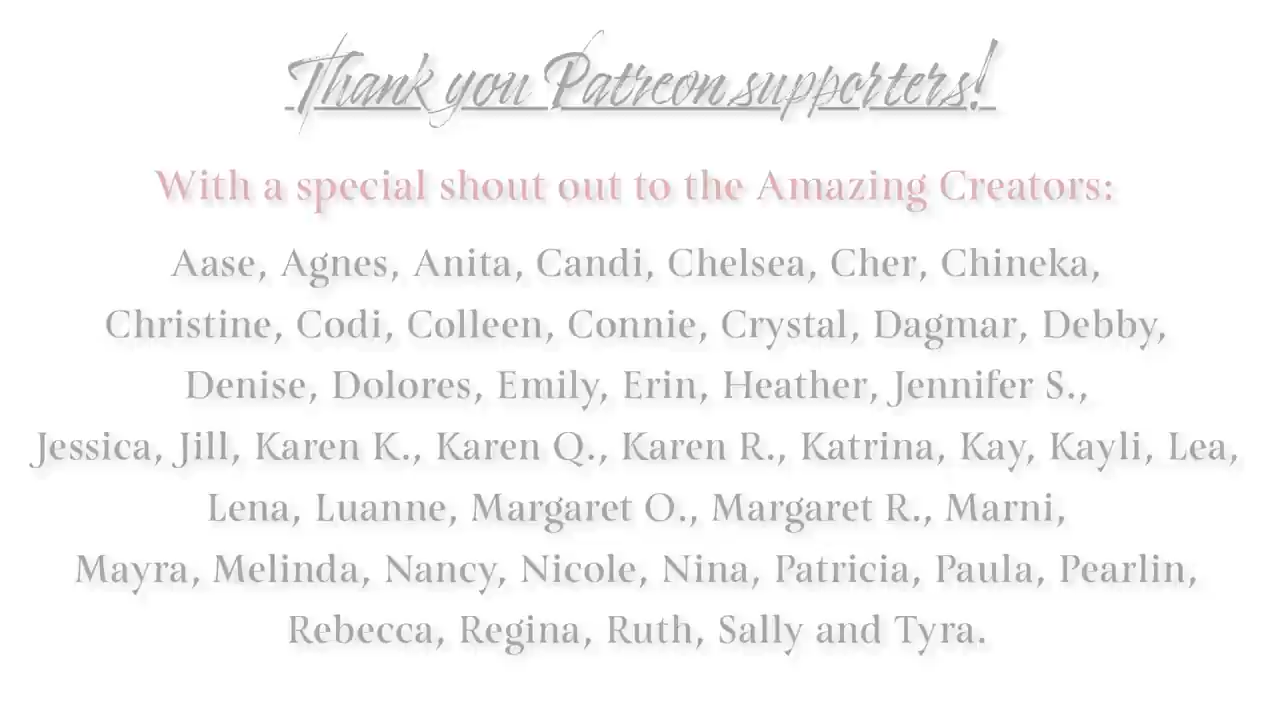 Thank you Patreon supporters!
With a special shout out to the Amazing Creators:
Aase, Agnes, Anita, Candi, Chelsea, Cher, Chineka,
Christine, Codi, Colleen, Connie, Crystal, Dagmar, Debby,
Denise, Dolores, Emily, Erin, Heather, Jennifer S.,
Jessica, Jill, Karen K., Karen Q., Karen R., Katrina, Kay, Kayli, Lea,
Lena, Luanne, Margaret O., Margaret R., Marni,
Mayra, Melinda, Nancy, Nicole, Nina, Patricia, Paula, Pearlin,
Rebecca, Regina, Ruth, Sally and Tyra.